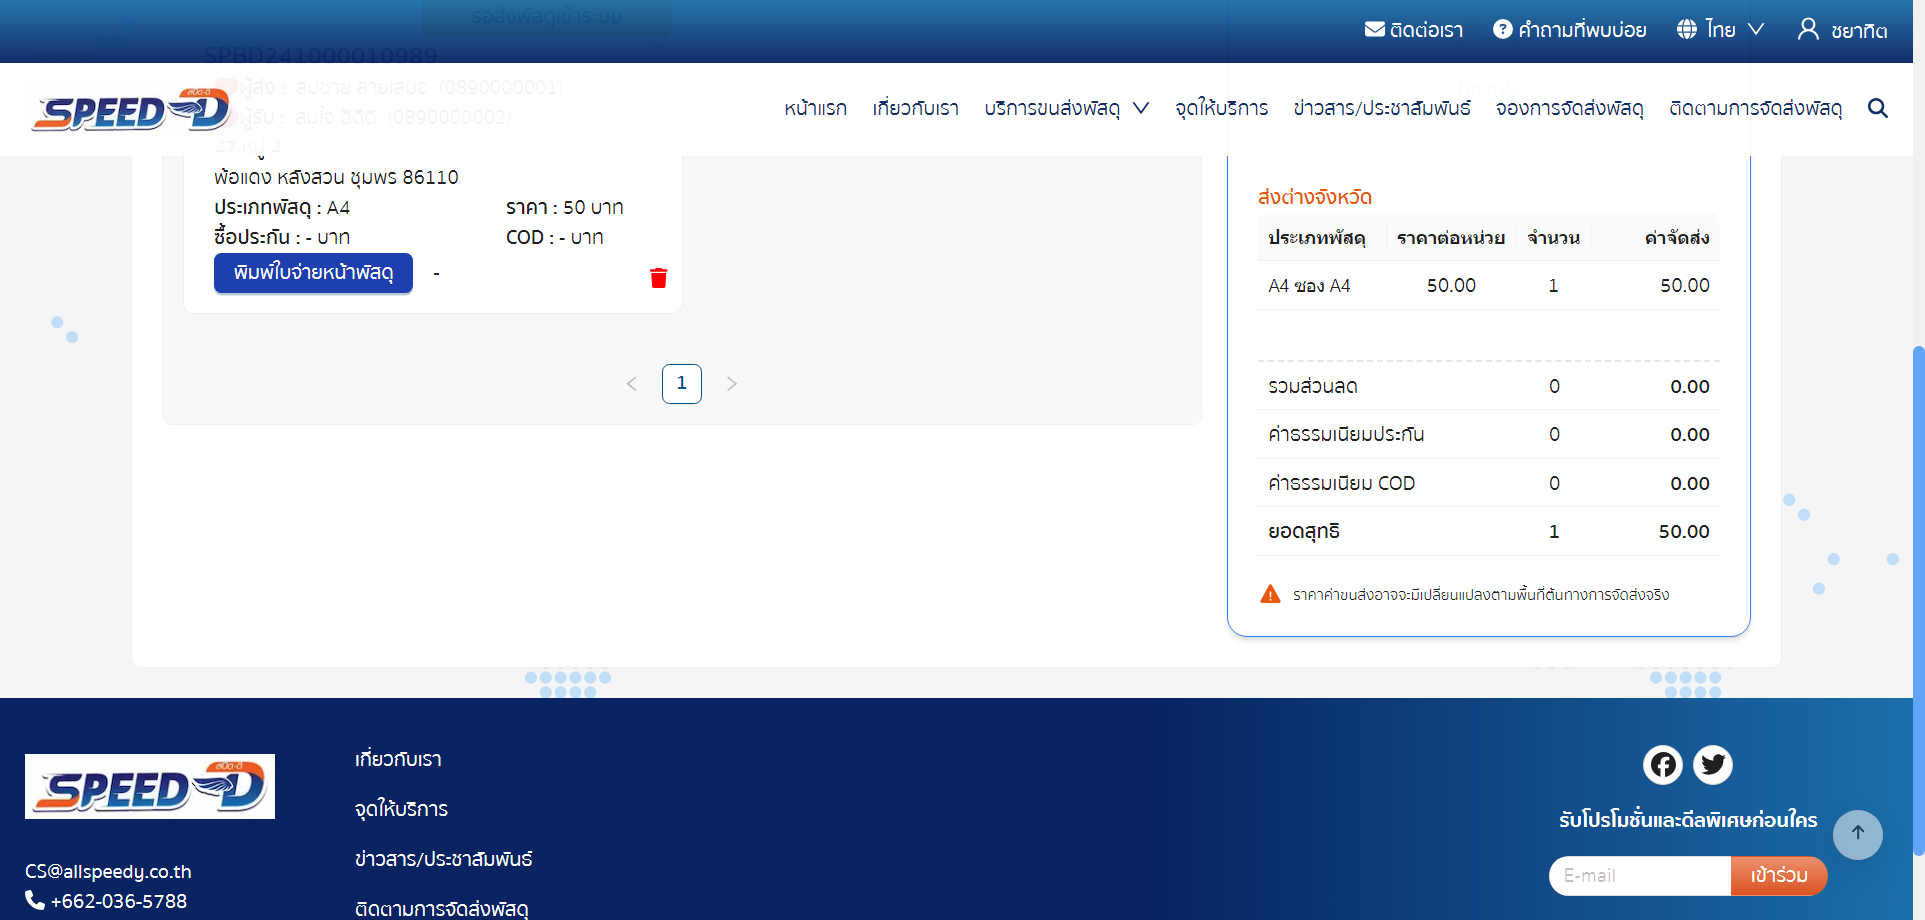 รอส่งพัสดุเข้าระบบ
ติดต่อเรา
? คำถามที่พบบ่อย
ไทย
ชยาทิต
SPBD241000010989
ผู้ส่ง : สมชาย สายเสมอ (0890000001)
ผู้รับ : สมใจ ดีดีดี (0890000002)
47 หมู่ 4
สปีด-ดี
SPEED-D
หน้าแรก
เกี่ยวกับเรา
บริการขนส่งพัสดุ
จุดให้บริการ
ข่าวสาร/ประชาสัมพันธ์
จองการจัดส่งพัสดุ
ติดตามการจัดส่งพัสดุ
No data
พ้อแดง หลังสวน ชุมพร 86110
ประเภทพัสดุ : A4
ราคา : 50 บาท
ซื้อประกัน : - บาท
COD : - บาท
พิมพ์ใบจ่ายหน้าพัสดุ
-
< 1 >
ส่งต่างจังหวัด
ประเภทพัสดุ ราคาต่อหน่วย จำนวน ค่าจัดส่ง
A4 ซอง A4 50.00 1 50.00
รวมส่วนลด 0 0.00
ค่าธรรมเนียมประกัน 0 0.00
ค่าธรรมเนียม COD 0 0.00
ยอดสุทธิ 1 50.00
ราคาค่าขนส่งอาจจะมีเปลี่ยนแปลงตามพื้นที่ต้นทางการจัดส่งจริง
สปีด-ดี
SPEED-D
CS@allspeedy.co.th
+662-036-5788
เกี่ยวกับเรา
จุดให้บริการ
ข่าวสาร/ประชาสัมพันธ์
ติดตามการจัดส่งพัสดุ
รับโปรโมชั่นและดีลพิเศษก่อนใคร
E-mail
เข้าร่วม